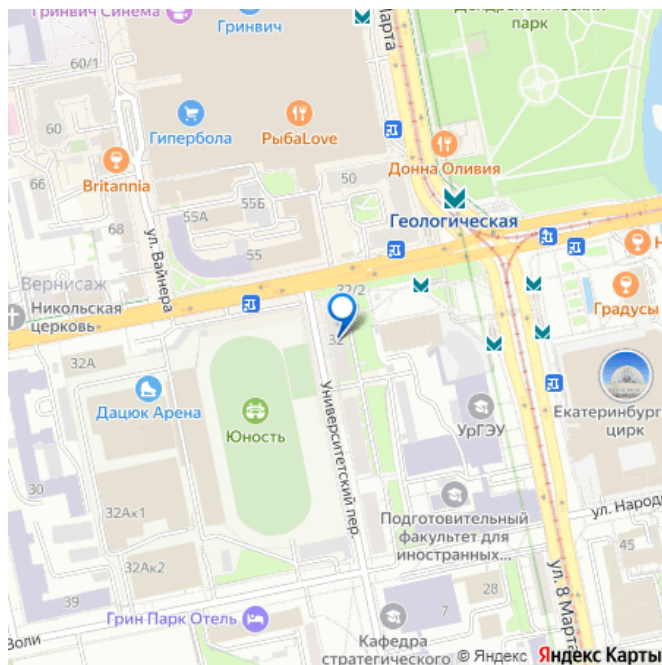 Гринвич Синема
Гринвич
Марта
Дендрологический
парк
60/1
Гипербола
РыбаLove
60
Britannia
Донна Оливия
66
55Б
50
55А
68
Геологическая
ул. Вайнера
55
Вернисаж
Никольская
церковь
32/2
Градусы
32
32А
Дацюк Арена
Юность
УрГЭУ
Екатеринбург
цирк
Университетский пер.
30
32Ак1
Подготовительный
факультет для
иностранных...
ул. Народ
45
32Ак2
39
28
7
ул. 8 Марта
Грин Парк Отель
Воли
Кафедра
стратегического
© Яндекс Яндекс Карты